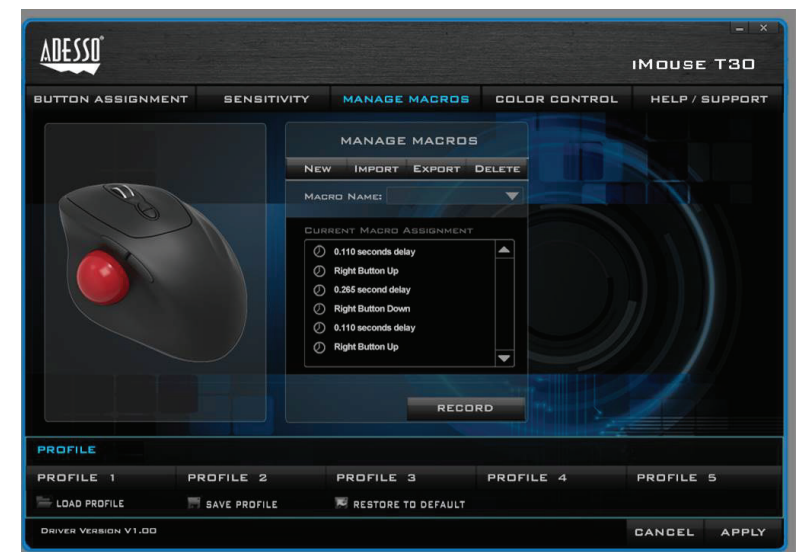 ADESSO®
– ×
iMouse T30
BUTTON ASSIGNMENT SENSITIVITY MANAGE MACROS COLOR CONTROL HELP / SUPPORT
MANAGE MACROS
NEW IMPORT EXPORT DELETE
MACRO NAME:
CURRENT MACRO ASSIGNMENT
0.110 seconds delay
Right Button Up
0.265 second delay
Right Button Down
0.110 seconds delay
Right Button Up
RECORD
PROFILE
PROFILE 1 PROFILE 2 PROFILE 3 PROFILE 4 PROFILE 5
LOAD PROFILE SAVE PROFILE RESTORE TO DEFAULT
DRIVER VERSION V1.00
CANCEL APPLY